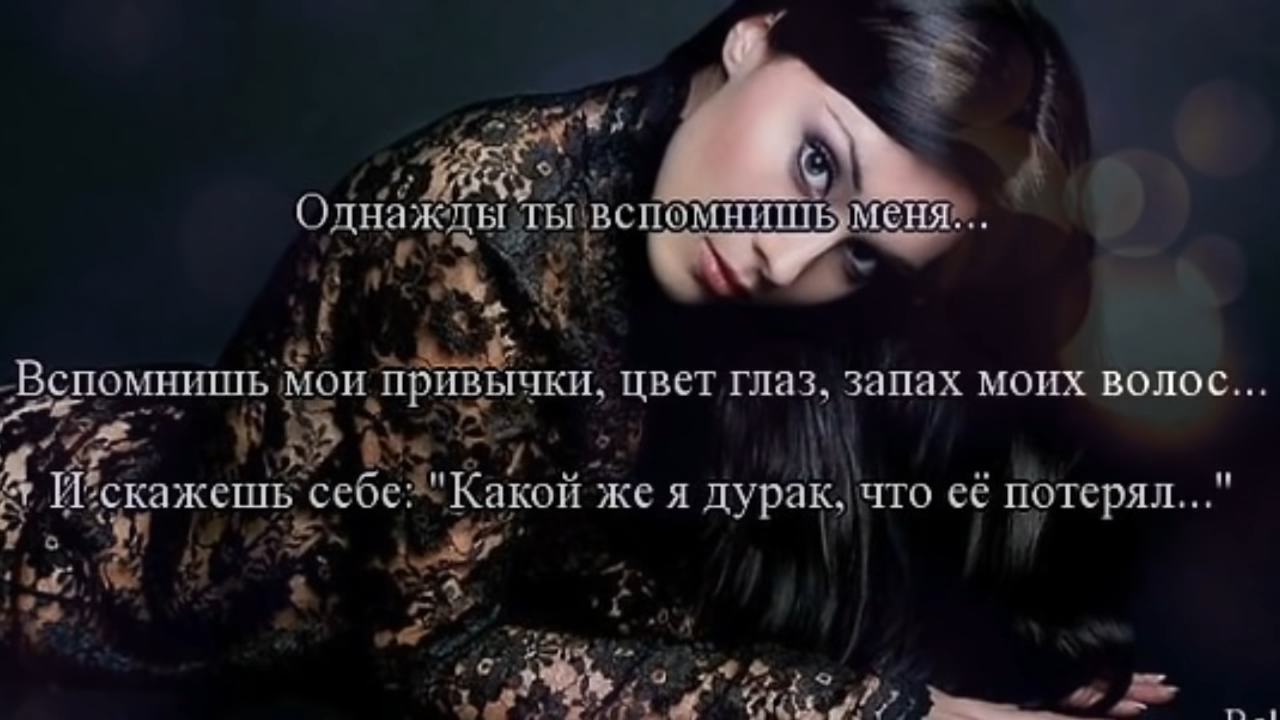 Однажды ты вспомнишь меня...
Вспомнишь мои привычки, цвет глаз, запах моих волос...
И скажешь себе: "Какой же я дурак, что её потерял..."